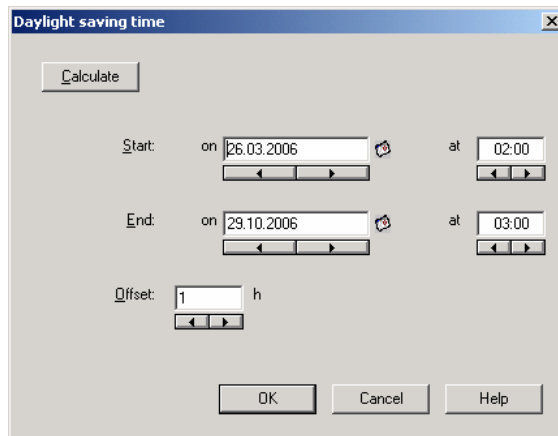 Daylight saving time
Calculate
Start: on 26.03.2006 at 02:00
End: on 29.10.2006 at 03:00
Offset: 1 h
OK Cancel Help